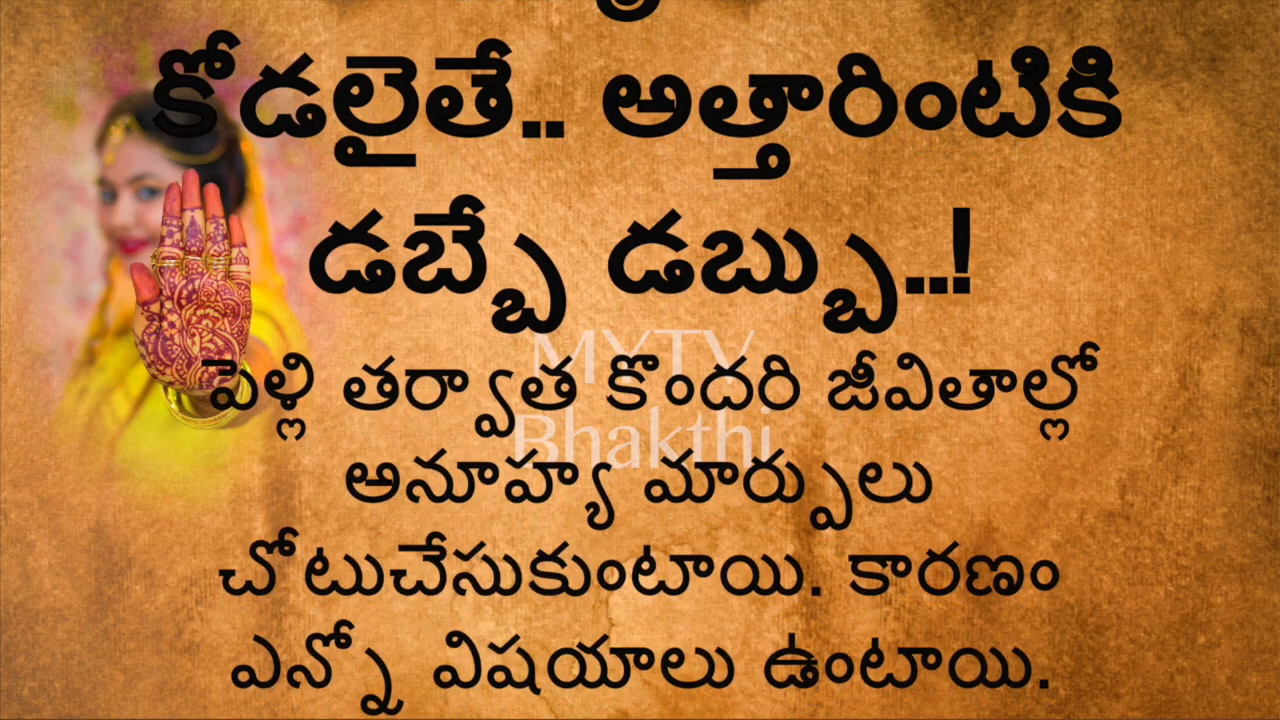 కోడలైతే.. అత్తారింటికి
డబ్బే డబ్బు..!
పెళ్లి తర్వాత కొందరి జీవితాల్లో
MYTV
Bhakthi
అనూహ్య మార్పులు
చోటుచేసుకుంటాయి. కారణం
ఎన్నో విషయాలు ఉంటాయి.